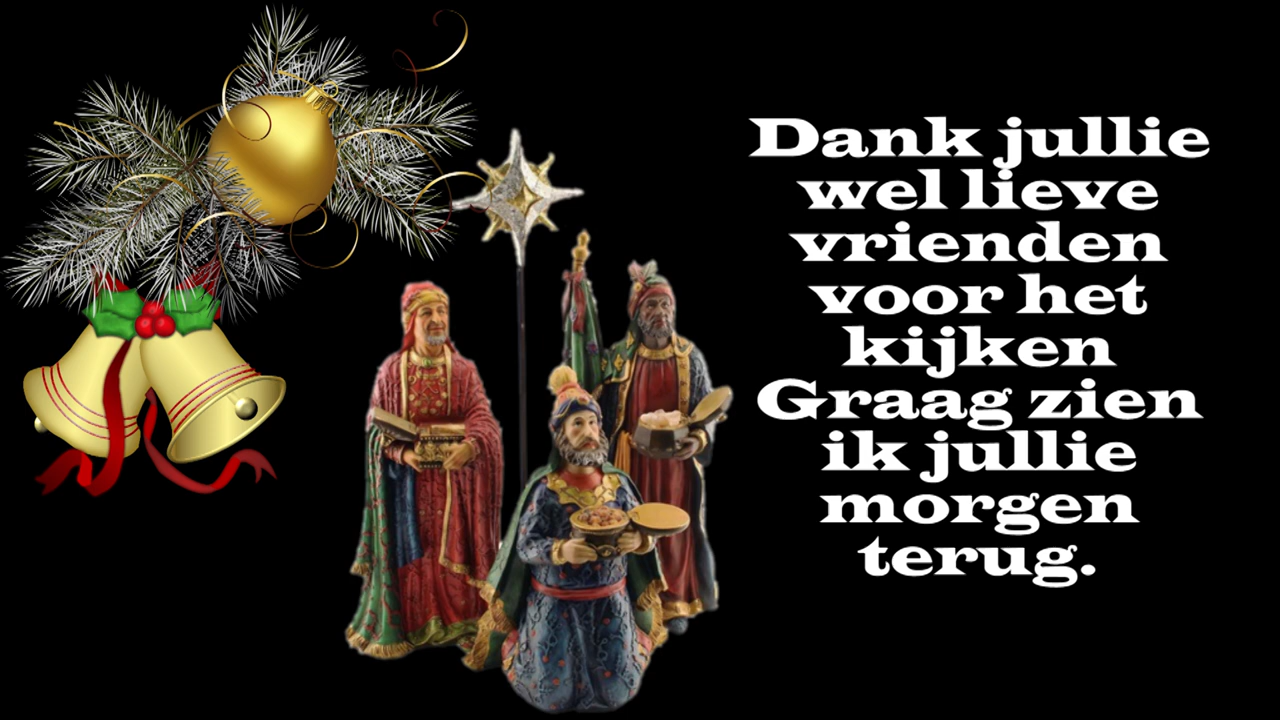 Dank jullie
wel lieve
vrienden
voor het
kijken
Graag zien
ik jullie
morgen
terug.